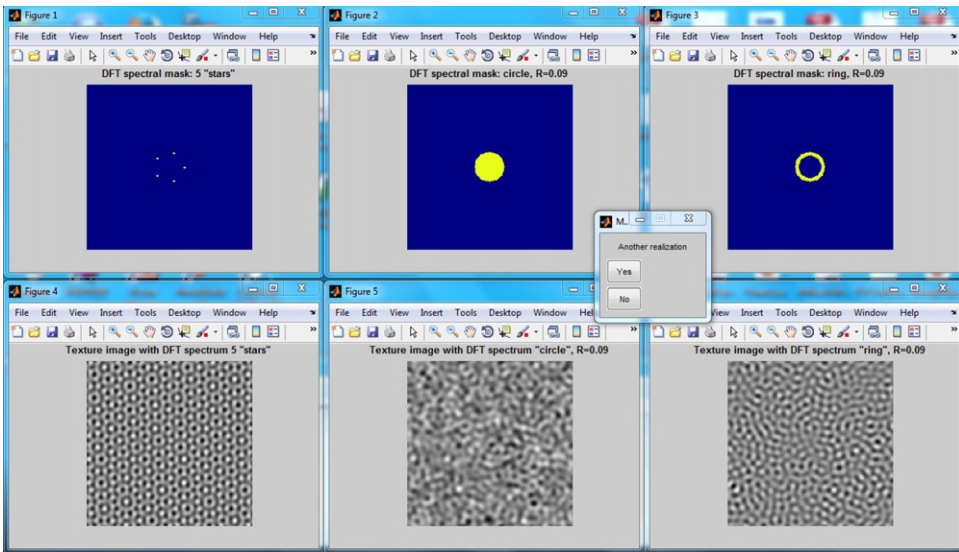 Figure 1
File Edit View Insert Tools Desktop Window Help
DFT spectral mask: 5 "stars"
Figure 2
File Edit View Insert Tools Desktop Window Help
DFT spectral mask: circle, R=0.09
Figure 3
File Edit View Insert Tools Desktop Window Help
DFT spectral mask: ring, R=0.09
M...
Another realization
Yes
No
Figure 4
File Edit View Insert Tools Desktop Window Help
Texture image with DFT spectrum 5 "stars"
Figure 5
File Edit View Insert Tools Desktop Window Help
Texture image with DFT spectrum "circle", R=0.09
View Insert Tools Desktop Window Help
Texture image with DFT spectrum "ring", R=0.09